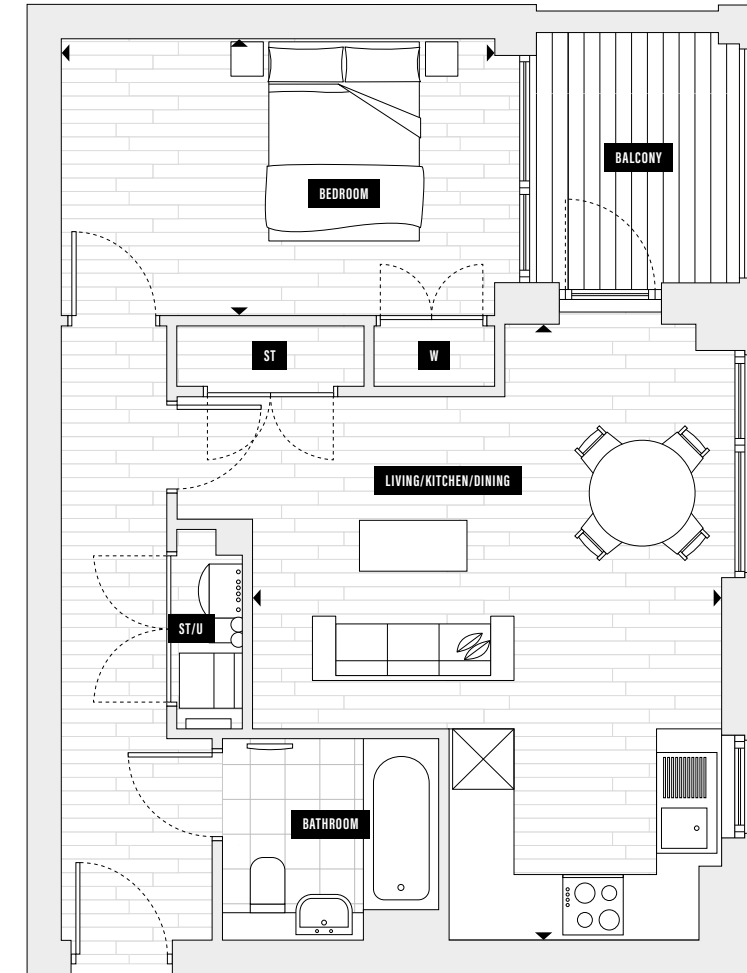 BALCONY
BEDROOM
ST
W
LIVING/KITCHEN/DINING
ST/U
BATHROOM